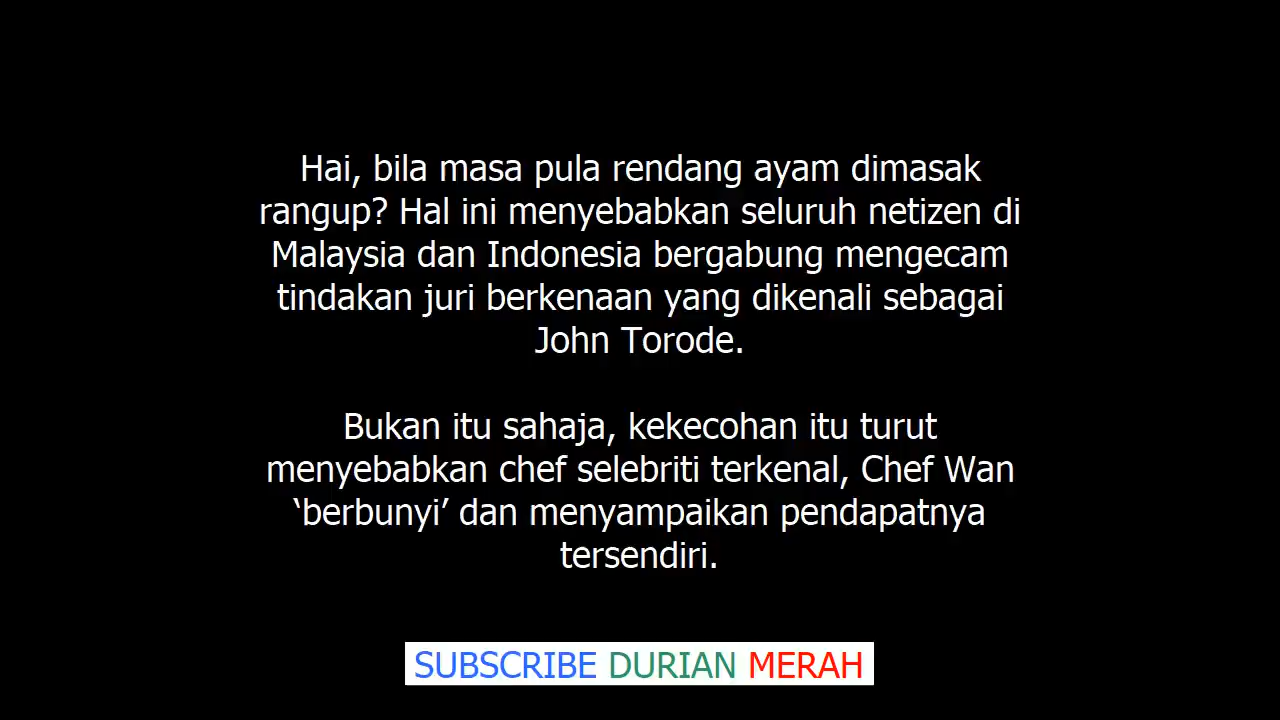 Hai, bila masa pula rendang ayam dimasak
rangup? Hal ini menyebabkan seluruh netizen di
Malaysia dan Indonesia bergabung mengecam
tindakan juri berkenaan yang dikenali sebagai
John Torode.
Bukan itu sahaja, kekecohan itu turut
menyebabkan chef selebriti terkenal, Chef Wan
‘berbunyi’ dan menyampaikan pendapatnya
tersendiri.
SUBSCRIBE DURIAN MERAH